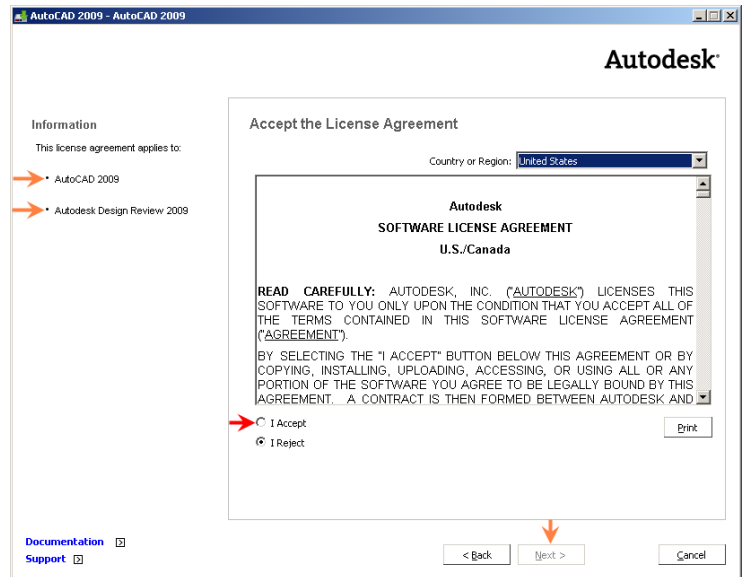 AutoCAD 2009 - AutoCAD 2009
Autodesk
Information
This license agreement applies to:
• AutoCAD 2009
• Autodesk Design Review 2009
Accept the License Agreement
Country or Region: United States
Autodesk
SOFTWARE LICENSE AGREEMENT
U.S./Canada
READ CAREFULLY: AUTODESK, INC. ("AUTODESK") LICENSES THIS
SOFTWARE TO YOU ONLY UPON THE CONDITION THAT YOU ACCEPT ALL OF
THE TERMS CONTAINED IN THIS SOFTWARE LICENSE AGREEMENT
("AGREEMENT").
BY SELECTING THE "I ACCEPT" BUTTON BELOW THIS AGREEMENT OR BY
COPYING, INSTALLING, UPLOADING, ACCESSING, OR USING ALL OR ANY
PORTION OF THE SOFTWARE YOU AGREE TO BE LEGALLY BOUND BY THIS
AGREEMENT. A CONTRACT IS THEN FORMED BETWEEN AUTODESK AND
I Accept
I Reject
Print
Documentation
Support
< Back
Next >
Cancel